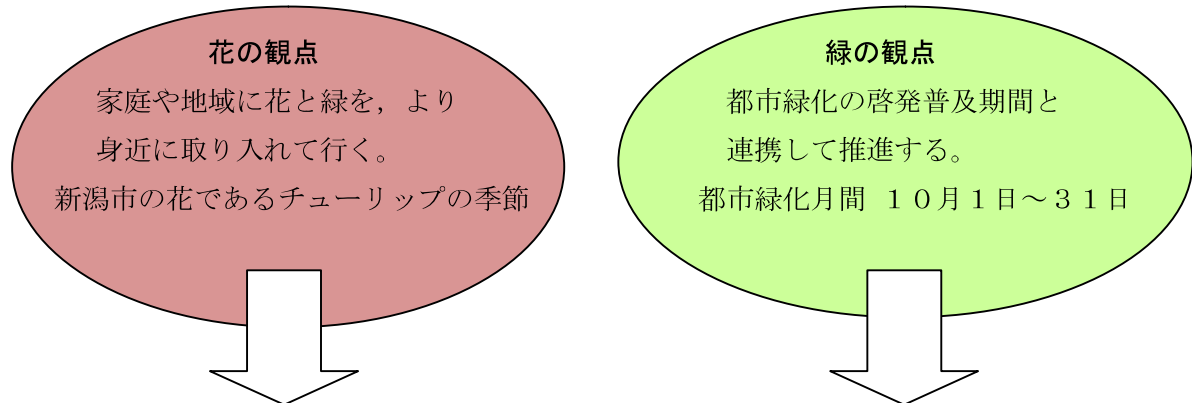 花の観点
家庭や地域に花と緑を，より
身近に取り入れて行く。
新潟市の花であるチューリップの季節
緑の観点
都市緑化の啓発普及期間と
連携して推進する。
都市緑化月間 １０月１日～３１日